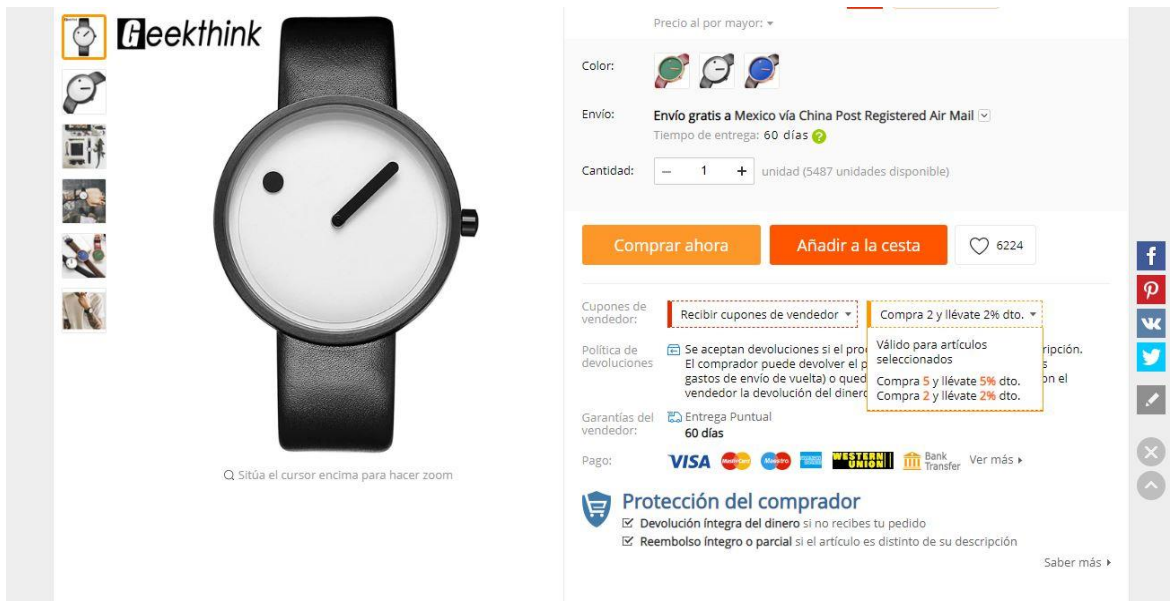 Geekthink
Precio al por mayor:
Color:
Envío: Envío gratis a Mexico vía China Post Registered Air Mail
Tiempo de entrega: 60 días ?
Cantidad: – 1 + unidad (5487 unidades disponible)
Comprar ahora Añadir a la cesta 6224
Cupones de vendedor:
Recibir cupones de vendedor
Compra 2 y llévate 2% dto.
Válido para artículos
seleccionados
Compra 5 y llévate 5% dto.
Compra 2 y llévate 2% dto.
Política de
devoluciones
Se aceptan devoluciones si el
El comprador puede devolver el
gastos de envío de vuelta) o
vendedor la devolución del
on el
Garantías del
vendedor:
Entrega Puntual
60 días
Pago: VISA MasterCard Maestro WESTERN UNION Bank Transfer Ver más
Sitúa el cursor encima para hacer zoom
Protección del comprador
Devolución íntegra del dinero si no recibes tu pedido
Reembolso íntegro o parcial si el artículo es distinto de su descripción
Saber más